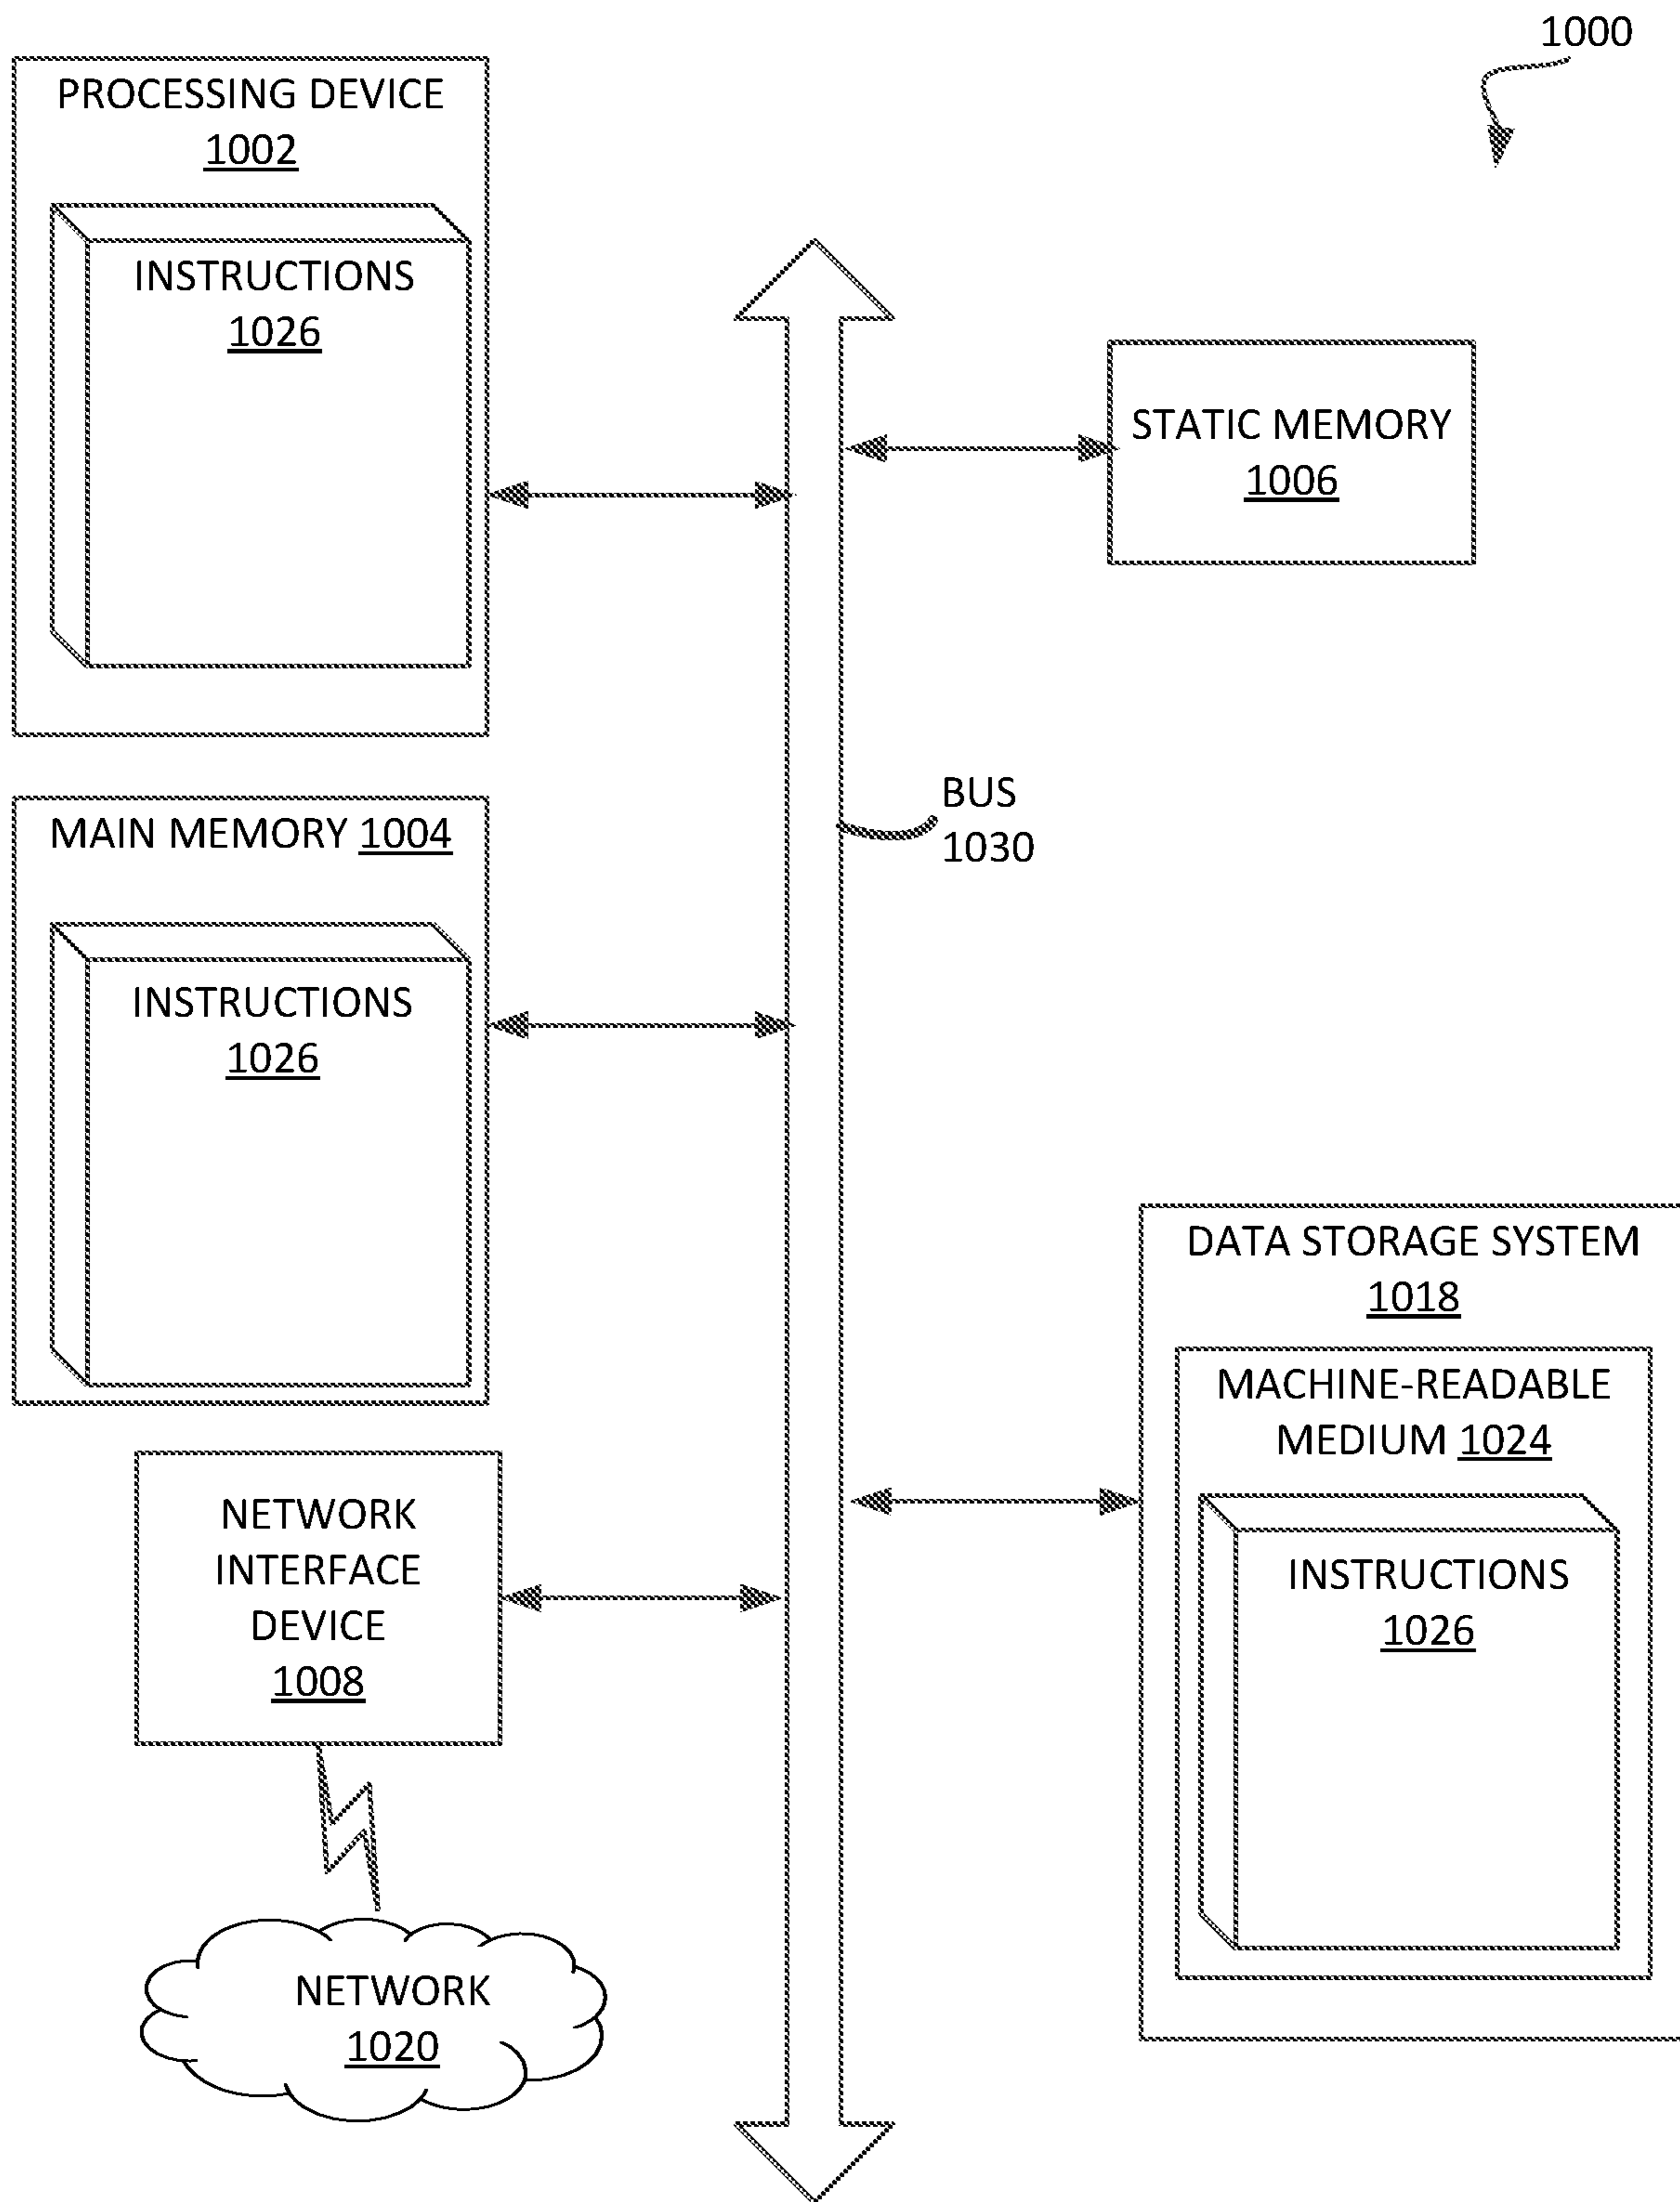 1000
PROCESSING DEVICE
1002
INSTRUCTIONS
1026
STATIC MEMORY
1006
BUS
1030
MAIN MEMORY 1004
INSTRUCTIONS
1026
DATA STORAGE SYSTEM
1018
MACHINE-READABLE
MEDIUM 1024
INSTRUCTIONS
1026
NETWORK
INTERFACE
DEVICE
1008
NETWORK
1020